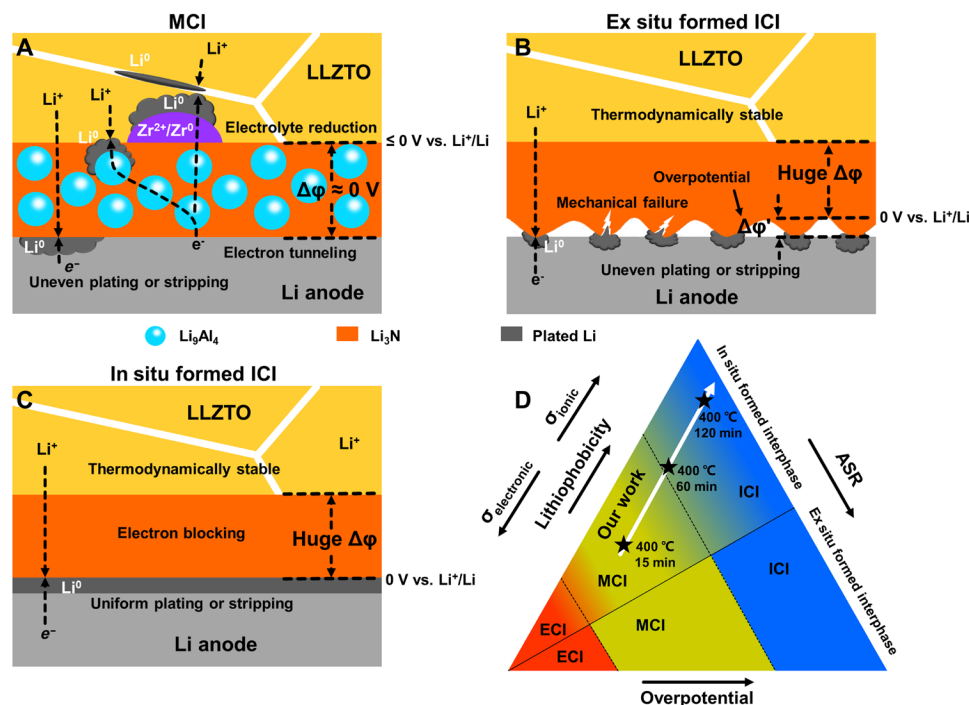 MCI
A
Li⁺
Li⁰
LLZTO
Li⁺
Li⁺
Li⁰
Li⁰
Zr²⁺/Zr⁰
Electrolyte reduction
≤ 0 V vs. Li⁺/Li
Δφ ≈ 0 V
Li⁰
e⁻
e⁻
Electron tunneling
Uneven plating or stripping
Li anode
Ex situ formed ICI
B
LLZTO
Li⁺
Thermodynamically stable
Overpotential
Huge Δφ
Mechanical failure
0 V vs. Li⁺/Li
Δφ'
Li⁰
e⁻
Uneven plating or stripping
Li anode
Li₉Al₄
Li₃N
Plated Li
In situ formed ICI
C
LLZTO
Li⁺
Li⁺
Thermodynamically stable
Electron blocking
Huge Δφ
0 V vs. Li⁺/Li
Li⁰
Uniform plating or stripping
e⁻
Li anode
D
σionic
σelectronic
Lithiophobicity
Our work
400 ℃
120 min
400 ℃
60 min
400 ℃
15 min
In situ formed interphase
Ex situ formed interphase
ASR
ICI
ICI
MCI
MCI
ECI
ECI
Overpotential